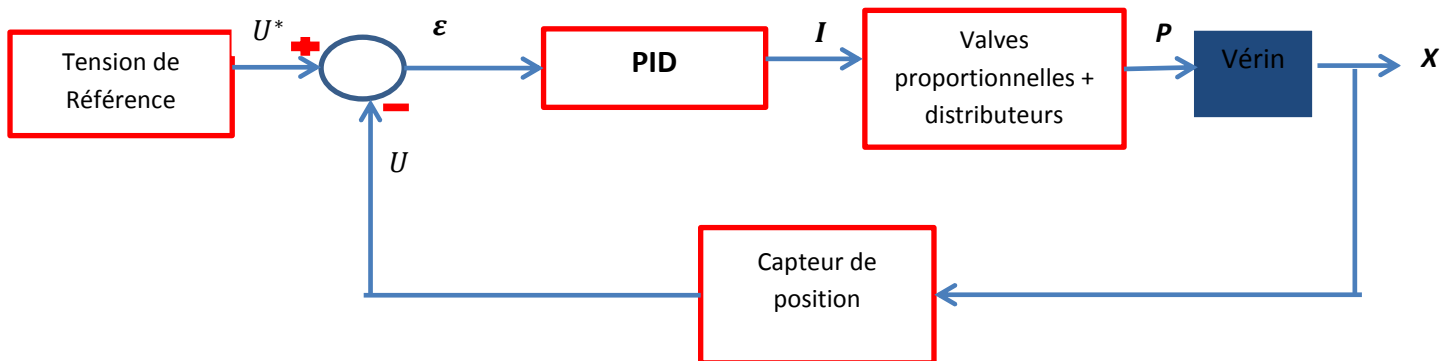 Tension de
Référence
U*
+
ε
PID
I
Valves
proportionnelles +
distributeurs
P
Vérin
X
-
U
Capteur de
position